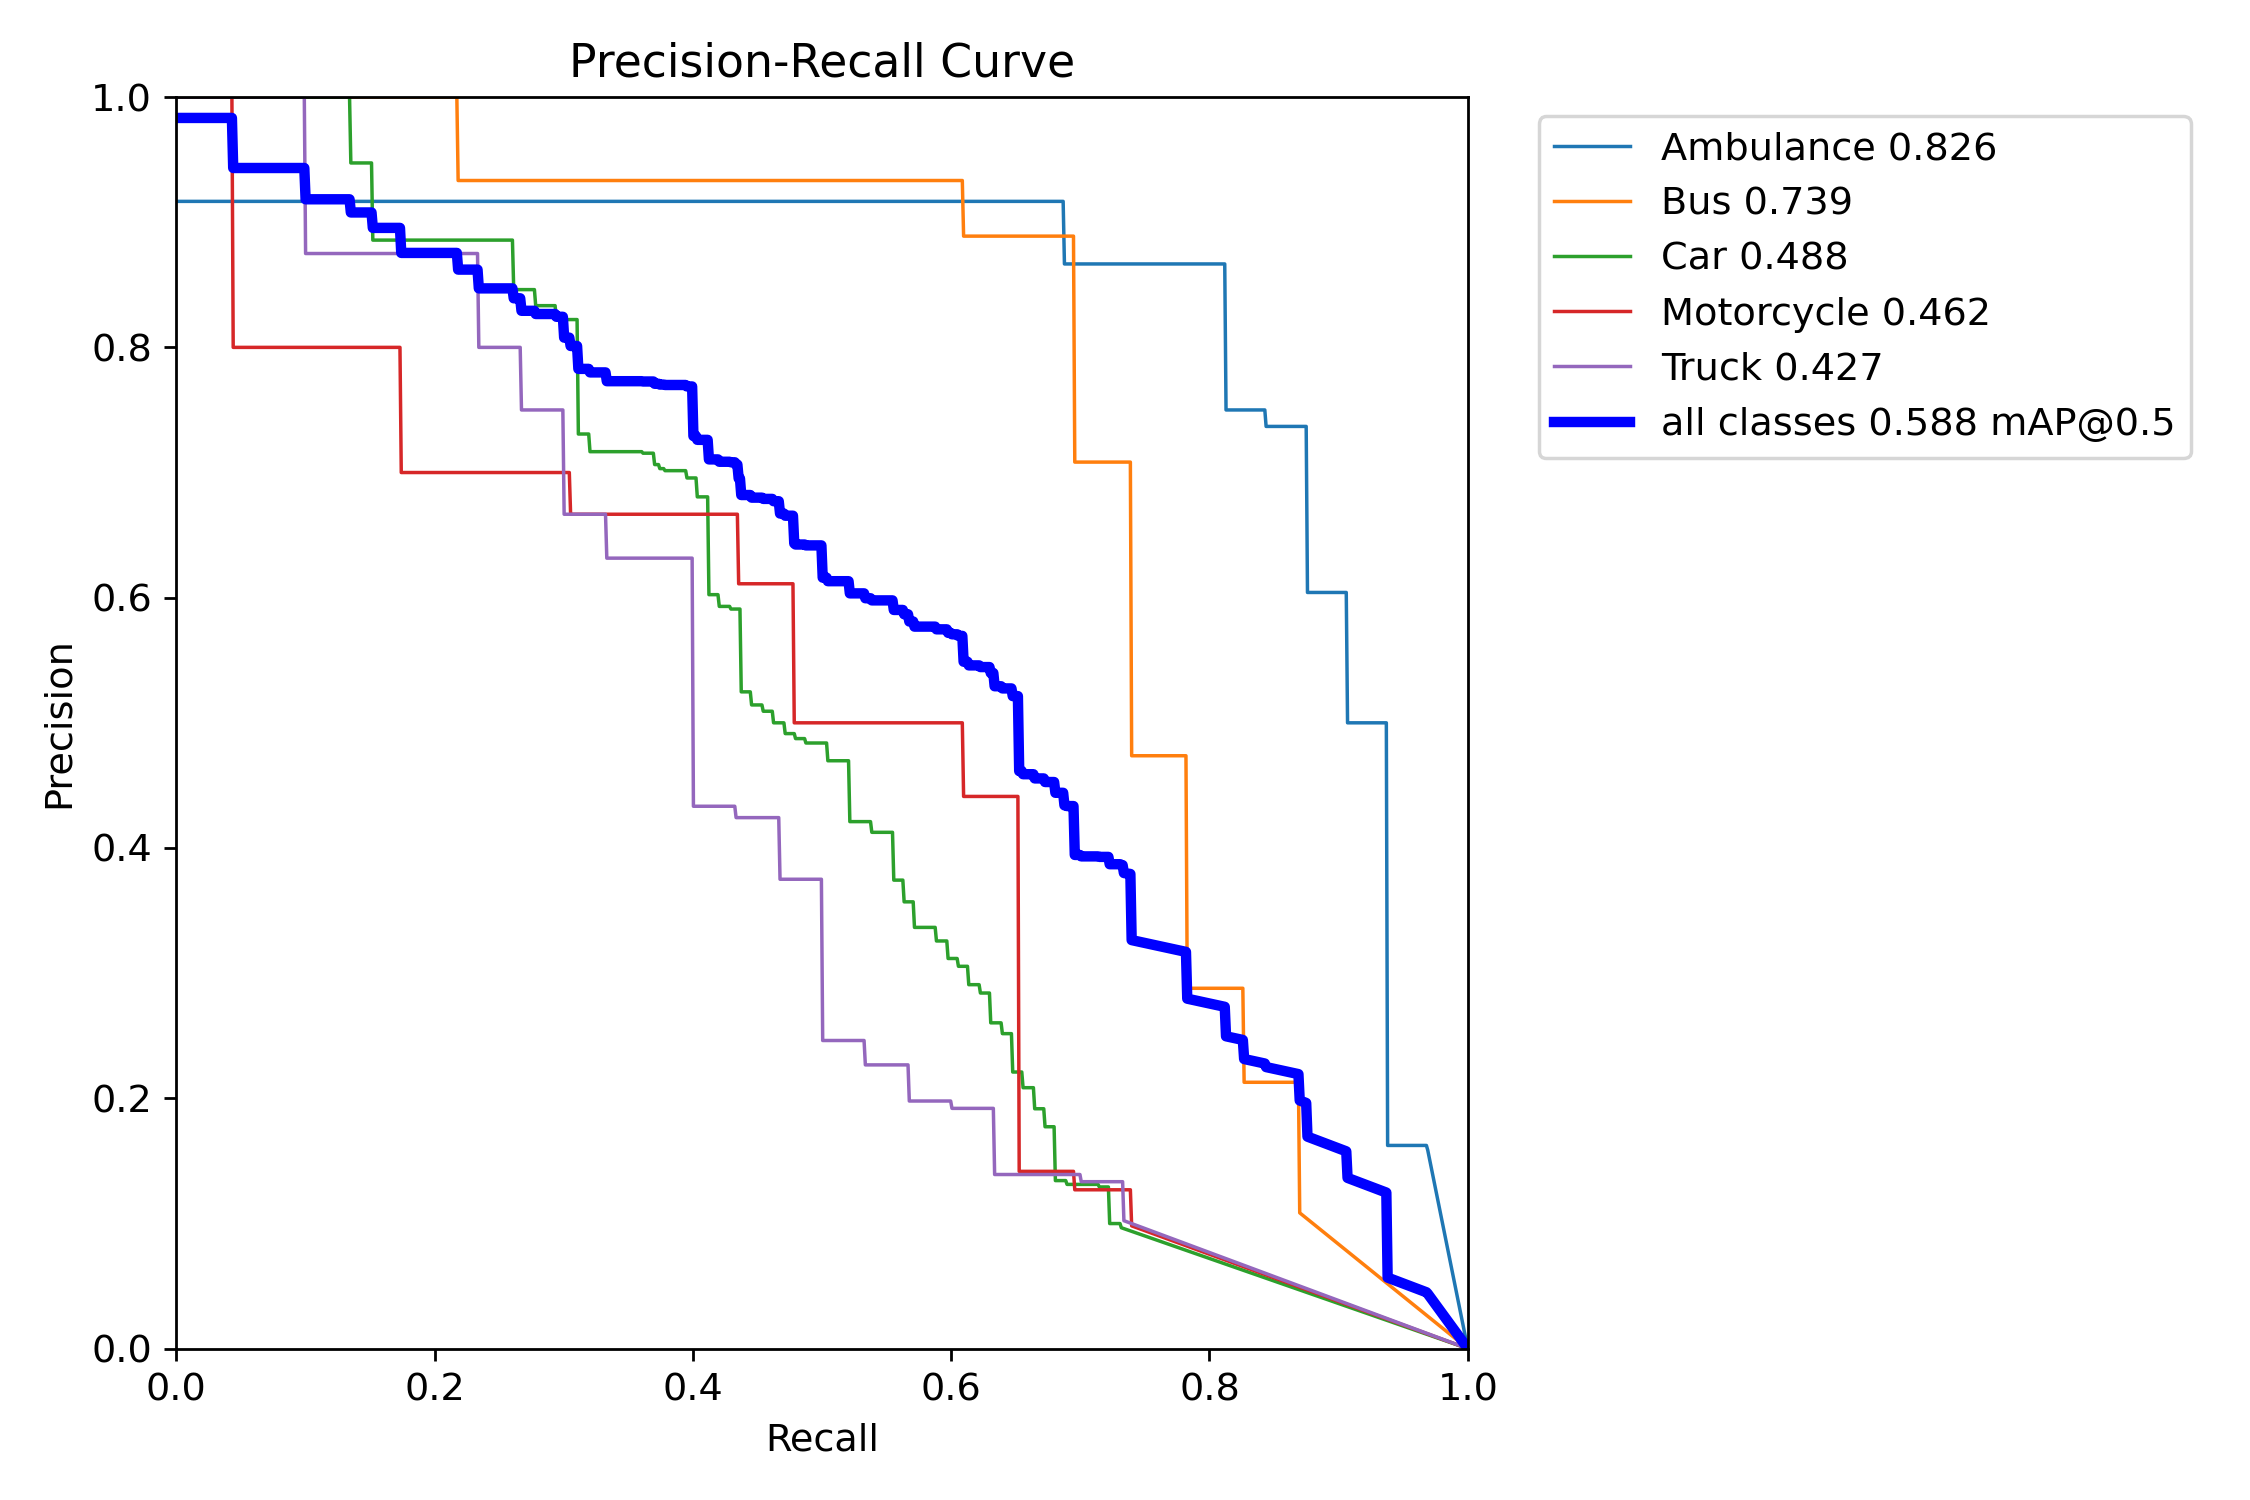 Precision-Recall Curve
1.0
0.8
0.6
0.4
0.2
0.0
Precision
0.0 0.2 0.4 0.6 0.8 1.0
Recall
Ambulance 0.826
Bus 0.739
Car 0.488
Motorcycle 0.462
Truck 0.427
all classes 0.588 mAP@0.5